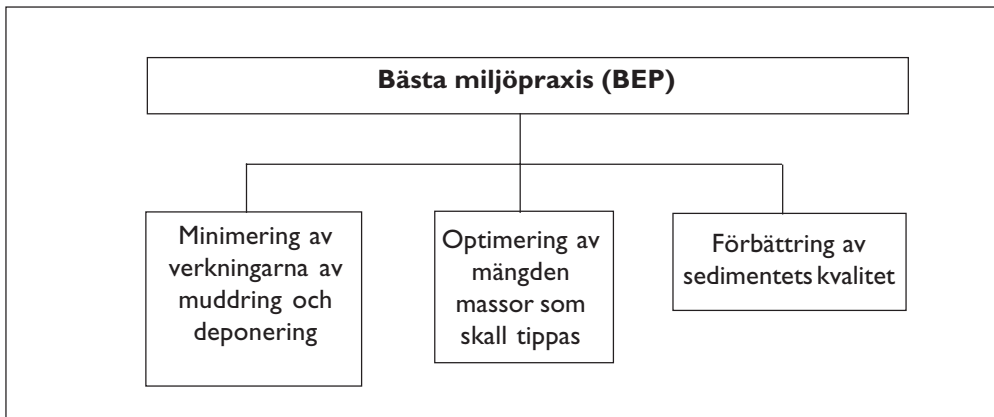 Bästa miljöpraxis (BEP)
Minimering av
verkningarna av
muddring och
deponering
Optimering av
mängden
massor som
skall tippas
Förbättring av
sedimentets kvalitet